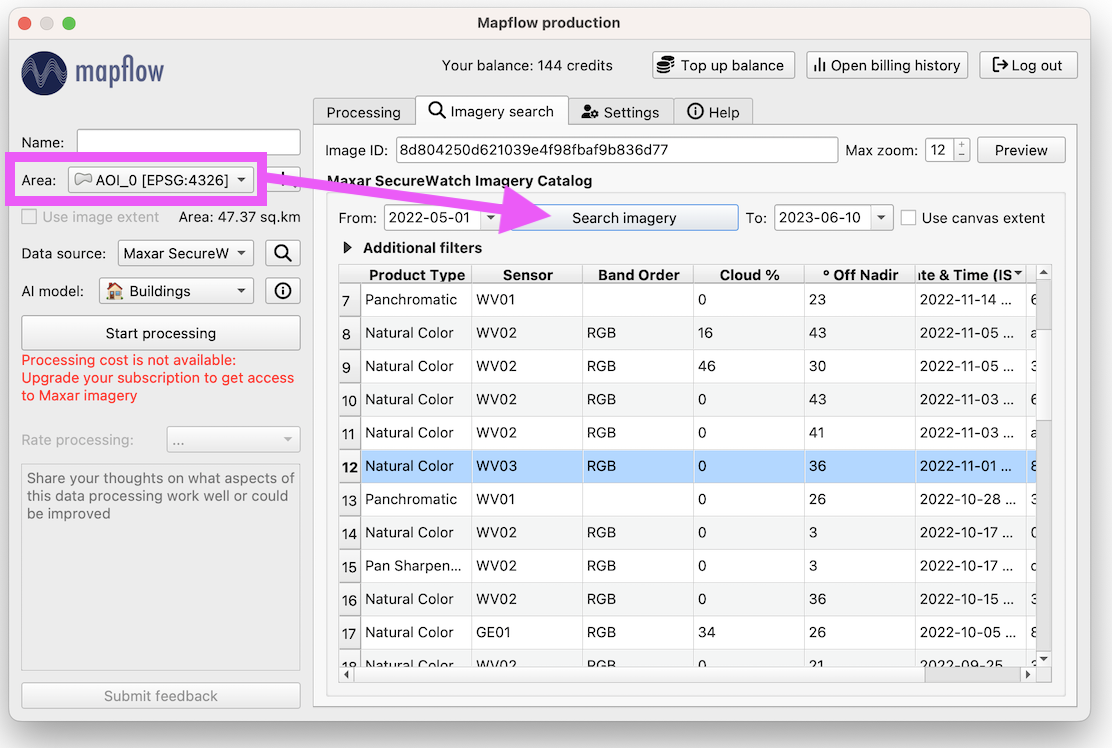 Mapflow production
mapflow
Your balance: 144 credits
Top up balance
Open billing history
Log out
Processing
Imagery search
Settings
Help
Name:
Area: AOI_0 [EPSG:4326]
Use image extent Area: 47.37 sq.km
Data source: Maxar SecureW
AI model: Buildings
Start processing
Processing cost is not available:
Upgrade your subscription to get access
to Maxar imagery
Rate processing: ...
Share your thoughts on what aspects of
this data processing work well or could
be improved
Submit feedback
Image ID: 8d804250d621039e4f98fbaf9b836d77 Max zoom: 12 Preview
Maxar SecureWatch Imagery Catalog
From: 2022-05-01 Search imagery To: 2023-06-10 Use canvas extent
Additional filters
Product Type Sensor Band Order Cloud % ° Off Nadir te & Time (IS
7 Panchromatic WV01 0 23 2022-11-14 ... 6
8 Natural Color WV02 RGB 16 43 2022-11-05 ... a
9 Natural Color WV02 RGB 46 30 2022-11-05 ... 3
10 Natural Color WV02 RGB 0 43 2022-11-03 ... 6
11 Natural Color WV02 RGB 0 41 2022-11-03 ... a
12 Natural Color WV03 RGB 0 36 2022-11-01 ... 8
13 Panchromatic WV01 0 26 2022-10-28 ... 3
14 Natural Color WV02 RGB 0 3 2022-10-17 ... 0
15 Pan Sharpen... WV02 RGB 0 3 2022-10-17 ...
16 Natural Color WV02 RGB 0 36 2022-10-15 ... 3
17 Natural Color GE01 RGB 34 26 2022-10-05 ... 8
18 Natural Color WV02 RGB 0 21 2022-09-25